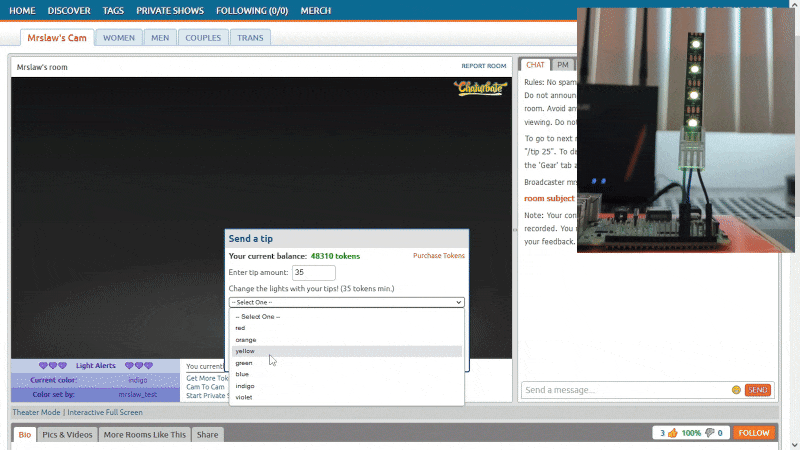 HOME DISCOVER TAGS PRIVATE SHOWS FOLLOWING (0/0) MERCH
Mrslaw's Cam WOMEN MEN COUPLES TRANS
Mrslaw's room
REPORT ROOM
Chaturbate
CHAT PM
Rules: No spam
Do not announ
room. Avoid an
viewing. Do not
To go to next r
"/tip 25". To di
the 'Gear' tab a
Broadcaster mrs
room subject
Note: Your com
recorded. You m
your feedback.
Send a tip
Your current balance: 48310 tokens
Purchase Tokens
Enter tip amount: 35
Change the lights with your tips! (35 tokens min.)
-- Select One --
-- Select One --
red
orange
yellow
green
blue
indigo
violet
Light Alerts
Current color: indigo
Color set by: mrslaw_test
You current
Get More Tok
Cam To Cam
Start Private S
Send a message...
SEND
Theater Mode | Interactive Full Screen
Bio Pics & Videos More Rooms Like This Share
3 100% 0 FOLLOW